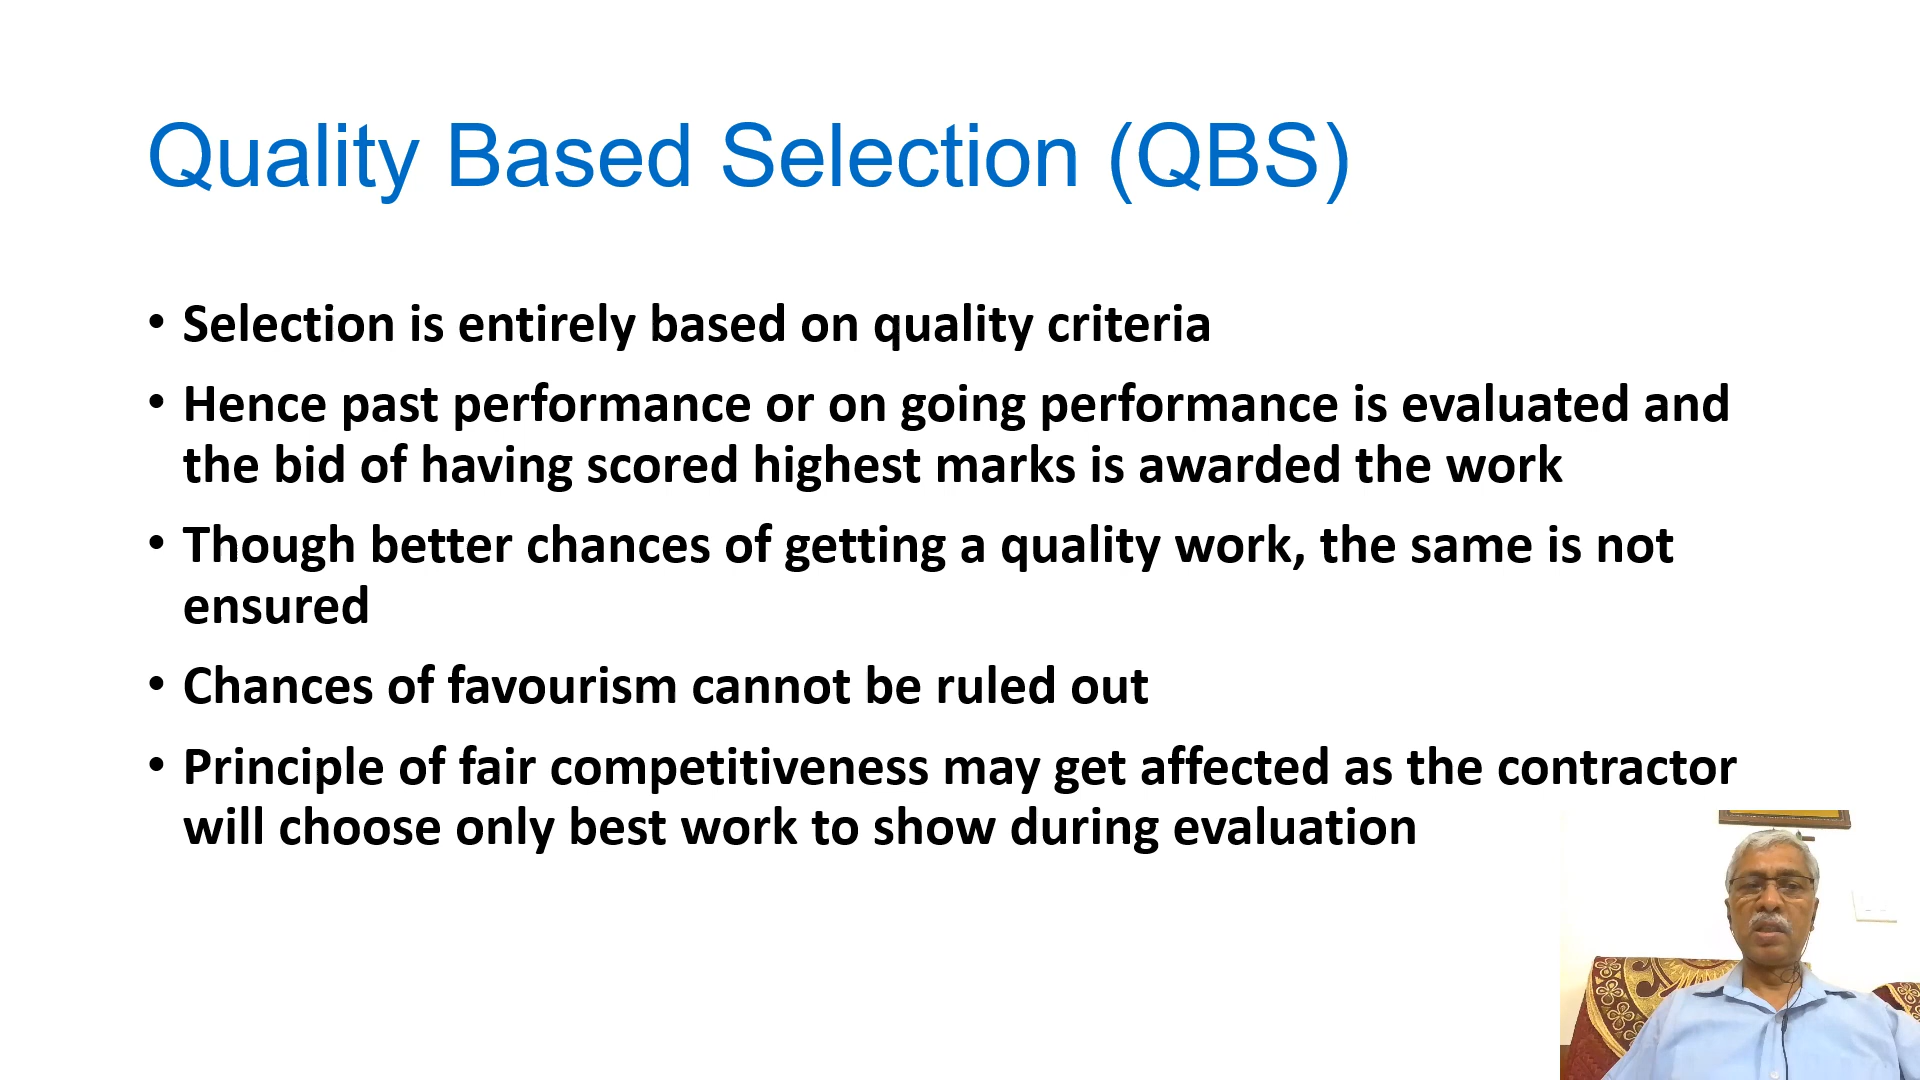 Quality Based Selection (QBS)
• Selection is entirely based on quality criteria
• Hence past performance or on going performance is evaluated and
the bid of having scored highest marks is awarded the work
• Though better chances of getting a quality work, the same is not
ensured
• Chances of favourism cannot be ruled out
• Principle of fair competitiveness may get affected as the contractor
will choose only best work to show during evaluation